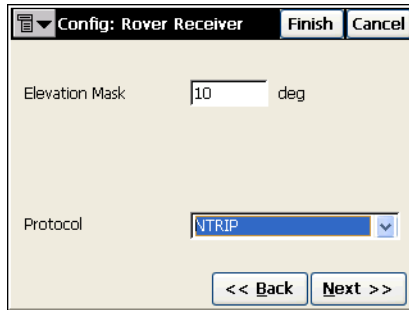 Config: Rover Receiver Finish Cancel
Elevation Mask 10 deg
Protocol NTRIP
<< Back Next >>